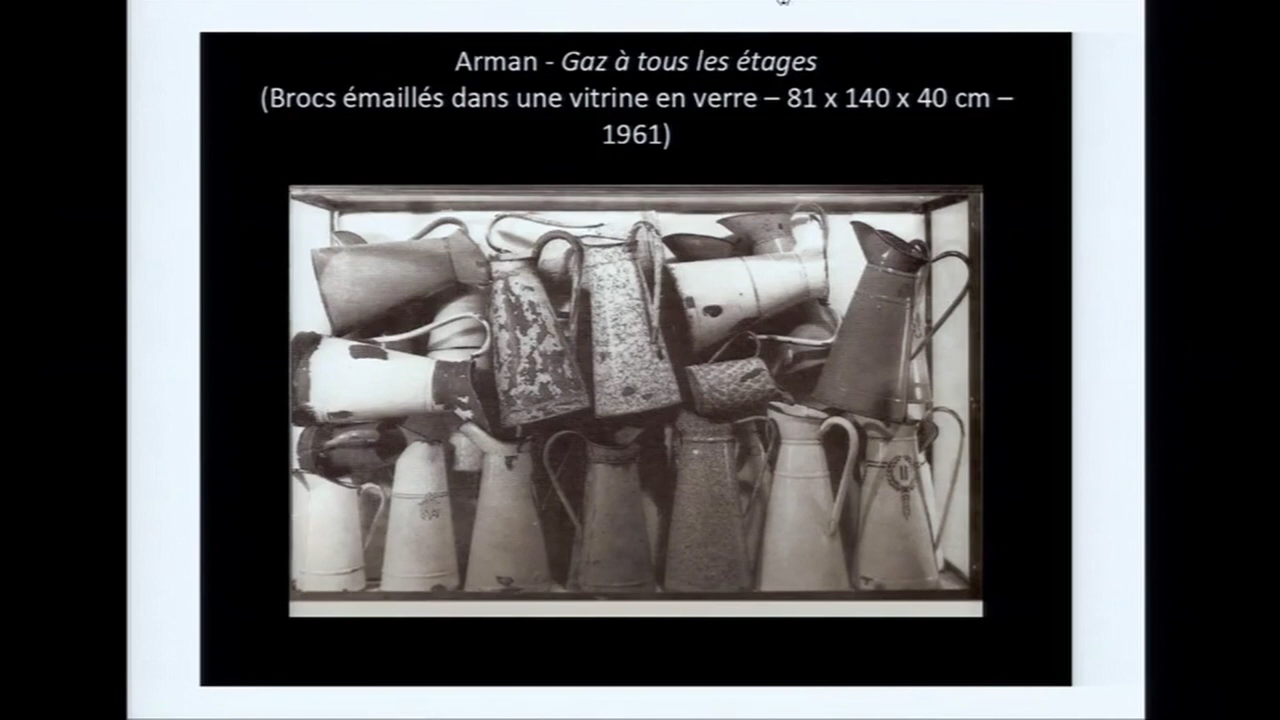 Arman - Gaz à tous les étages
(Brocs émaillés dans une vitrine en verre – 81 x 140 x 40 cm –
1961)